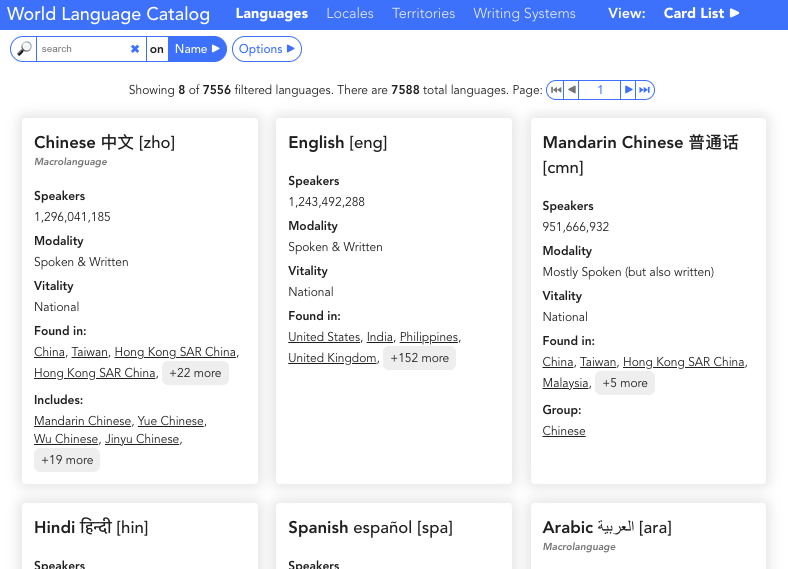 World Language Catalog Languages Locales Territories Writing Systems View: Card List ▶
search ✖ on Name ▶ Options ▶
Showing 8 of 7556 filtered languages. There are 7588 total languages. Page: ⏮ ◀ 1 ▶ ⏭
Chinese 中文 [zho]
Macrolanguage
Speakers
1,296,041,185
Modality
Spoken & Written
Vitality
National
Found in:
China, Taiwan, Hong Kong SAR China,
Hong Kong SAR China, +22 more
Includes:
Mandarin Chinese, Yue Chinese,
Wu Chinese, Jinyu Chinese,
+19 more
English [eng]
Speakers
1,243,492,288
Modality
Spoken & Written
Vitality
National
Found in:
United States, India, Philippines,
United Kingdom, +152 more
Mandarin Chinese 普通话
[cmn]
Speakers
951,666,932
Modality
Mostly Spoken (but also written)
Vitality
National
Found in:
China, Taiwan, Hong Kong SAR China,
Malaysia, +5 more
Group:
Chinese
Hindi हिन्दी [hin]
Speakers
Spanish español [spa]
Speakers
Arabic العربية [ara]
Macrolanguage